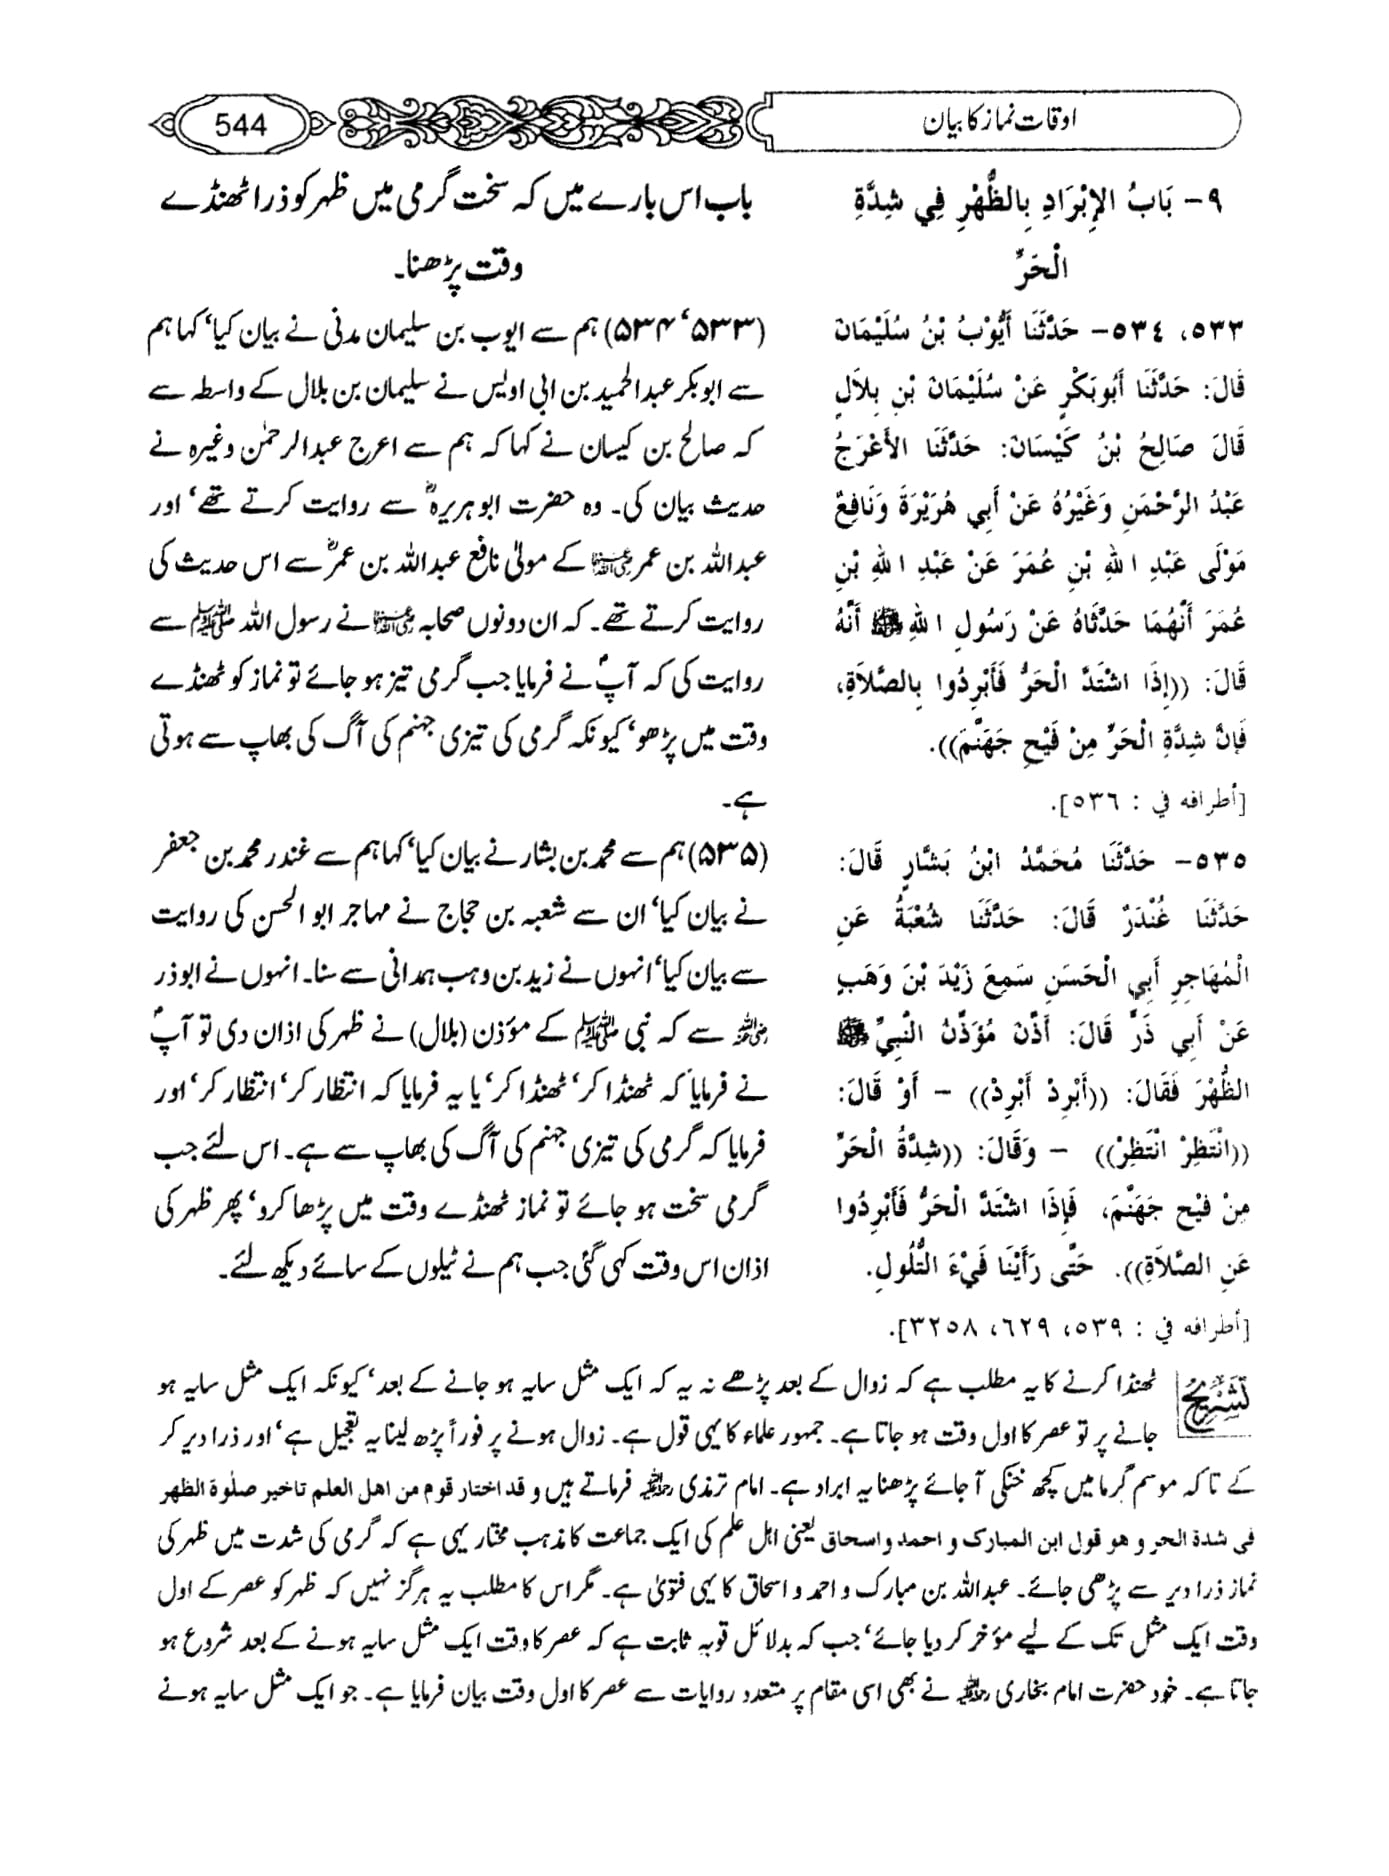 اوقات نماز کا بیان
544
٩- بَابُ الإِبْرَادِ بِالظُّهْرِ فِي شِدَّةِ
الْحَرِّ
٥٣٣، ٥٣٤- حَدَّثَنَا أَيُّوْبُ بْنُ سُلَيْمَانَ
قَالَ: حَدَّثَنَا أَبُوبَكْرٍ عَنْ سُلَيْمَانَ بْنِ بِلاَلٍ
قَالَ صَالِحُ بْنُ كَيْسَانَ: حَدَّثَنَا الأَعْرَجُ
عَبْدُ الرَّحْمَنِ وَغَيْرُهُ عَنْ أَبِي هُرَيْرَةَ وَنَافِعٌ
مَوْلَى عَبْدِ اللهِ بْنِ عُمَرَ عَنْ عَبْدِ اللهِ بْنِ
عُمَرَ أَنَّهُمَا حَدَّثَاهُ عَنْ رَسُولِ اللهِ ﷺ أَنَّهُ
قَالَ: ((إِذَا اشْتَدَّ الْحَرُّ فَأَبْرِدُوا بِالصَّلاَةِ،
فَإِنَّ شِدَّةِ الْحَرِّ مِنْ فَيْحِ جَهَنَّمَ)).
[أطرافه في : ٥٣٦].
٥٣٥- حَدَّثَنَا مُحَمَّدُ ابْنُ بَشَّارٍ قَالَ:
حَدَّثَنَا غُنْدَرٌ قَالَ: حَدَّثَنَا شُعْبَةُ عَنِ
الْمُهَاجِرِ أَبِي الْحَسَنِ سَمِعَ زَيْدَ بْنَ وَهَبٍ
عَنْ أَبِي ذَرٍّ قَالَ: أَذَّنَ مُؤَذِّنُ النَّبِيِّ ﷺ
الظُّهْرَ فَقَالَ: ((أَبْرِدْ أَبْرِدْ)) – أَوْ قَالَ:
((انْتَظِرْ انْتَظِرْ)) – وَقَالَ: ((شِدَّةُ الْحَرِّ
مِنْ فَيْحِ جَهَنَّمَ، فَإِذَا اشْتَدَّ الْحَرُّ فَأَبْرِدُوا
عَنِ الصَّلاَةِ)). حَتَّى رَأَيْنَا فَيْءَ التُّلُولِ.
[أطرافه في : ٥٣٩، ٦٢٩، ٣٢٥٨].
باب اس بارے میں کہ سخت گرمی میں ظہر کو ذرا ٹھنڈے
وقت پڑھنا۔
(۵۳۳‘ ۵۳۴) ہم سے ایوب بن سلیمان مدنی نے بیان کیا‘ کہا ہم
سے ابوبکر عبدالحمید بن ابی اویس نے سلیمان بن بلال کے واسطہ سے
کہ صالح بن کیسان نے کہا کہ ہم سے اعرج عبدالرحمٰن وغیرہ نے
حدیث بیان کی۔ وہ حضرت ابو ہریرہؓ سے روایت کرتے تھے‘ اور
عبداللہ بن عمر رضی اللہ عنہما کے مولیٰ نافع عبداللہ بن عمرؓ سے اس حدیث کی
روایت کرتے تھے۔ کہ ان دونوں صحابہ رضی اللہ عنہما نے رسول اللہ ﷺ سے
روایت کی کہ آپؐ نے فرمایا جب گرمی تیز ہو جائے تو نماز کو ٹھنڈے
وقت میں پڑھو‘ کیونکہ گرمی کی تیزی جہنم کی آگ کی بھاپ سے ہوتی
ہے۔
(۵۳۵) ہم سے محمد بن بشار نے بیان کیا‘ کہا ہم سے غندر محمد بن جعفر
نے بیان کیا‘ ان سے شعبہ بن حجاج نے مہاجر ابوالحسن کی روایت
سے بیان کیا‘ انہوں نے زید بن وہب ہمدانی سے سنا۔ انہوں نے ابوذر
رضی اللہ عنہ سے کہ نبی ﷺ کے مؤذن (بلال) نے ظہر کی اذان دی تو آپؐ
نے فرمایا کہ ٹھنڈا کر‘ ٹھنڈا کر‘ یا یہ فرمایا کہ انتظار کر‘ انتظار کر‘ اور
فرمایا کہ گرمی کی تیزی جہنم کی آگ کی بھاپ سے ہے۔ اس لئے جب
گرمی سخت ہو جائے تو نماز ٹھنڈے وقت میں پڑھا کرو‘ پھر ظہر کی
اذان اس وقت کہی گئی جب ہم نے ٹیلوں کے سائے دیکھ لئے۔
تشریح ٹھنڈا کرنے کا یہ مطلب ہے کہ زوال کے بعد پڑھے نہ یہ کہ ایک مثل سایہ ہو جانے کے بعد‘ کیونکہ ایک مثل سایہ ہو
جانے پر تو عصر کا اول وقت ہو جاتا ہے۔ جمہور علماء کا یہی قول ہے۔ زوال ہونے پر فوراً پڑھ لینا یہ تعجیل ہے‘ اور ذرا دیر کر
کے تاکہ موسم گرما میں کچھ خنکی آ جائے پڑھنا یہ ابراد ہے۔ امام ترمذی رحمہ اللہ فرماتے ہیں و قد اختار قوم من اهل العلم تاخير صلوة الظهر
فى شدة الحر و هو قول ابن المبارک و احمد واسحاق یعنی اہل علم کی ایک جماعت کا مذہب مختار یہی ہے کہ گرمی کی شدت میں ظہر کی
نماز ذرا دیر سے پڑھی جائے۔ عبداللہ بن مبارک و احمد و اسحاق کا یہی فتویٰ ہے۔ مگر اس کا مطلب یہ ہرگز نہیں کہ ظہر کو عصر کے اول
وقت ایک مثل تک کے لیے مؤخر کر دیا جائے‘ جب کہ بدلائل قویہ ثابت ہے کہ عصر کا وقت ایک مثل سایہ ہونے کے بعد شروع ہو
جاتا ہے۔ خود حضرت امام بخاری رحمہ اللہ نے بھی اسی مقام پر متعدد روایات سے عصر کا اول وقت بیان فرمایا ہے۔ جو ایک مثل سایہ ہونے